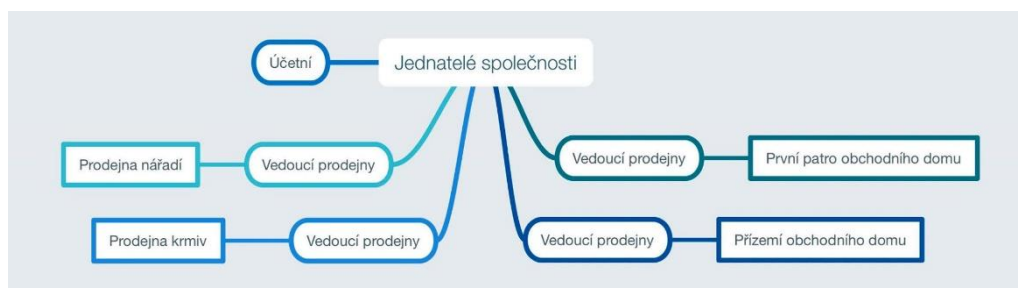 Účetní
Jednatelé společnosti
Prodejna nářadí
Vedoucí prodejny
Vedoucí prodejny
První patro obchodního domu
Prodejna krmiv
Vedoucí prodejny
Vedoucí prodejny
Přízemí obchodního domu